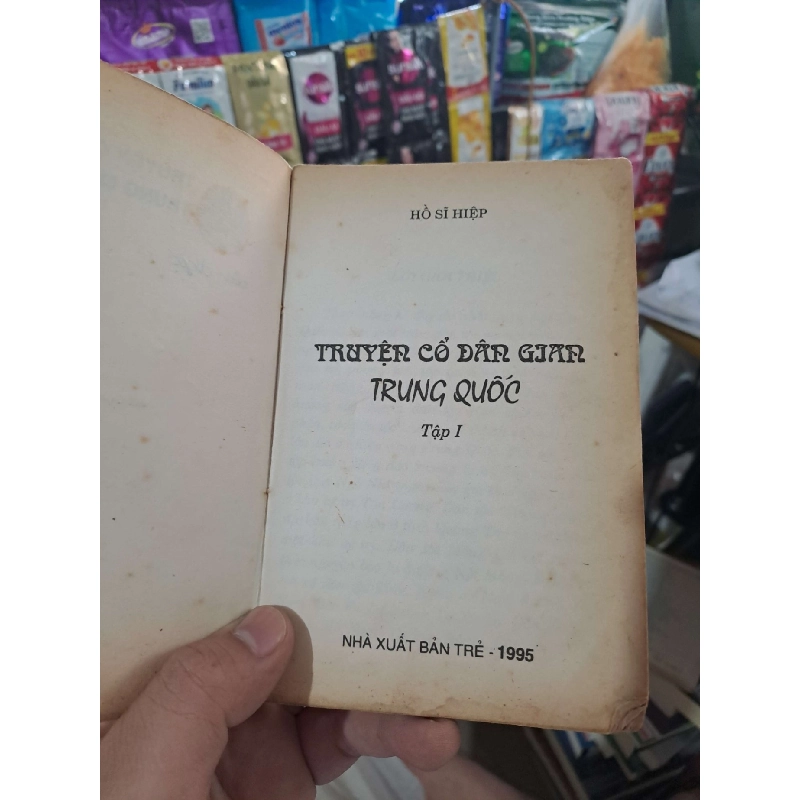 HỒ SĨ HIỆP
TRUYỆN CỔ DÂN GIAN
TRUNG QUỐC
Tập I
NHÀ XUẤT BẢN TRẺ - 1995